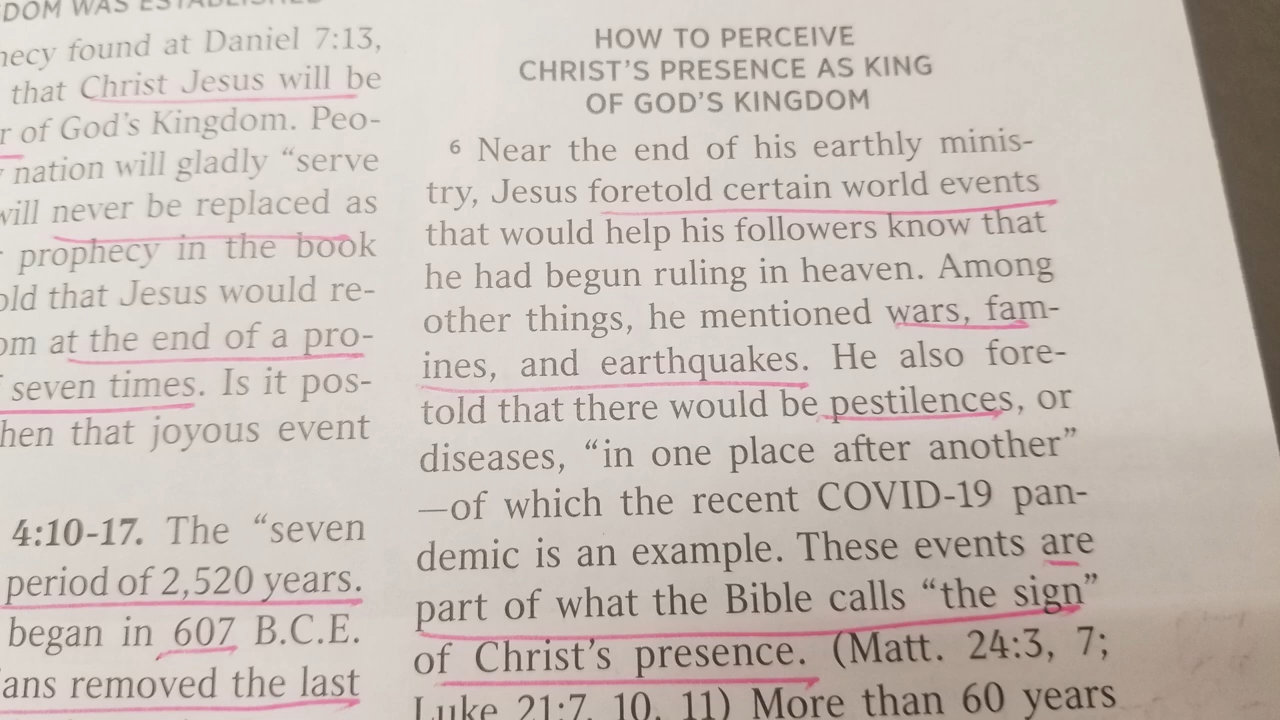 DOM WAS ESTABLISHED
found at Daniel 7:13,
that Christ Jesus will be
of God's Kingdom. Peo-
nation will gladly “serve
will never be replaced as
prophecy in the book
that Jesus would re-
at the end of a pro-
seven times. Is it pos-
that joyous event
4:10-17. The “seven
period of 2,520 years.
began in 607 B.C.E.
removed the last
HOW TO PERCEIVE
CHRIST'S PRESENCE AS KING
OF GOD'S KINGDOM
6 Near the end of his earthly minis-
try, Jesus foretold certain world events
that would help his followers know that
he had begun ruling in heaven. Among
other things, he mentioned wars, fam-
ines, and earthquakes. He also fore-
told that there would be pestilences, or
diseases, “in one place after another”
—of which the recent COVID-19 pan-
demic is an example. These events are
part of what the Bible calls “the sign”
of Christ's presence. (Matt. 24:3, 7;
Luke 21:7, 10, 11) More than 60 years